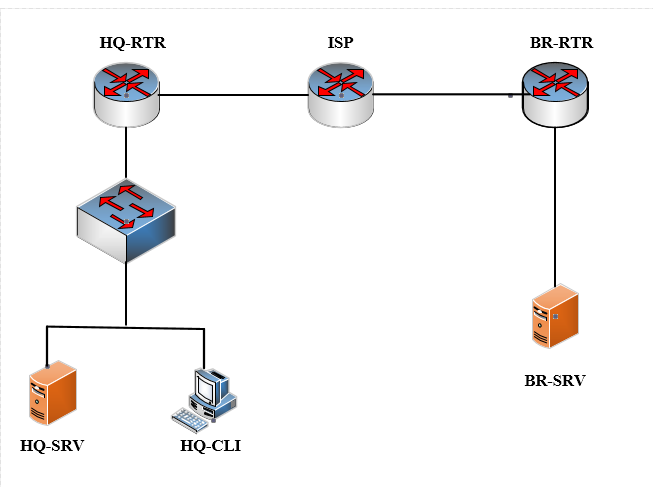 HQ-RTR
ISP
BR-RTR
BR-SRV
HQ-SRV
HQ-CLI